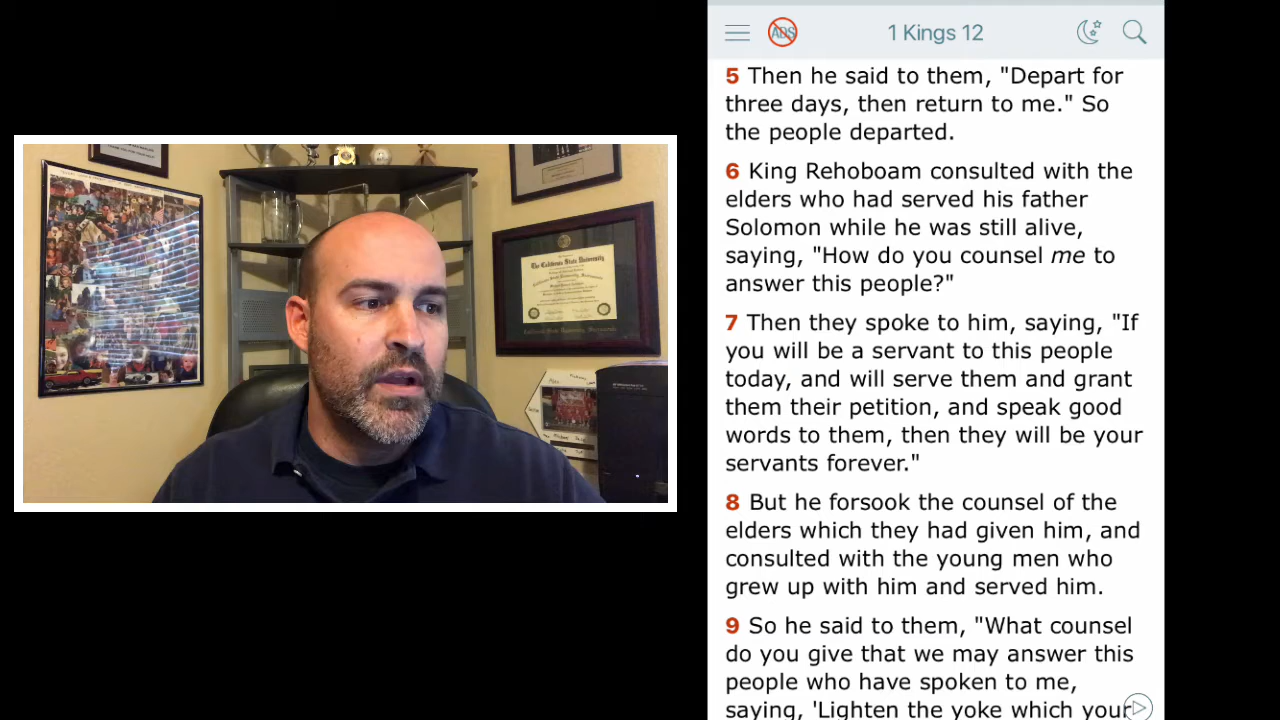 ADS
1 Kings 12
5 Then he said to them, "Depart for
three days, then return to me." So
the people departed.
6 King Rehoboam consulted with the
elders who had served his father
Solomon while he was still alive,
saying, "How do you counsel me to
answer this people?"
7 Then they spoke to him, saying, "If
you will be a servant to this people
today, and will serve them and grant
them their petition, and speak good
words to them, then they will be your
servants forever."
8 But he forsook the counsel of the
elders which they had given him, and
consulted with the young men who
grew up with him and served him.
9 So he said to them, "What counsel
do you give that we may answer this
people who have spoken to me,
saying, 'Lighten the yoke which your
The California State University